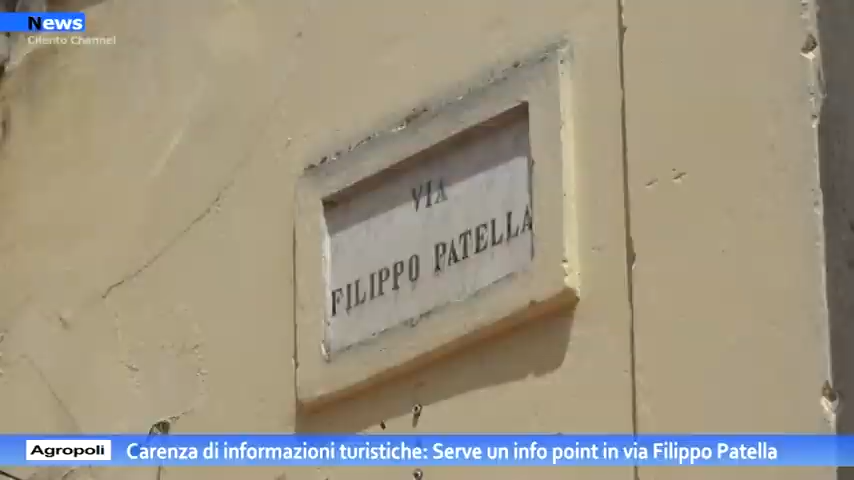 News
Cilento Channel
VIA
FILIPPO PATELLA
Agropoli
Carenza di informazioni turistiche: Serve un info point in via Filippo Patella